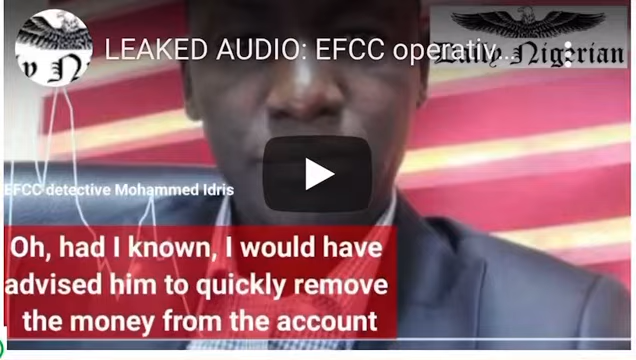 LEAKED AUDIO: EFCC operativ...
Daily Nigerian
y N
EFCC detective Mohammed Idris
Oh, had I known, I would have
advised him to quickly remove
the money from the account